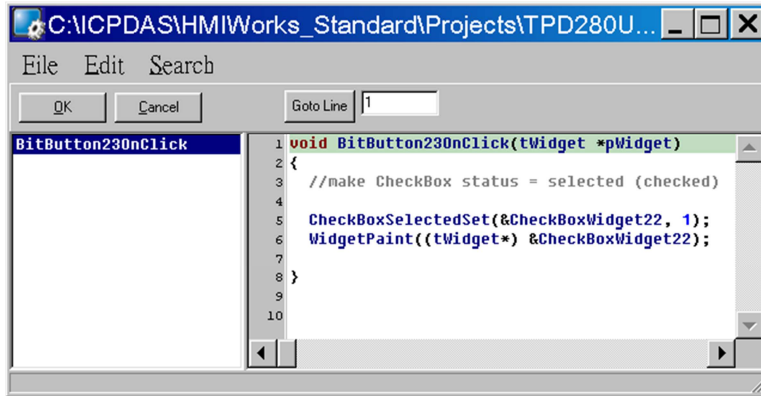 C:\ICPDAS\HMIWorks_Standard\Projects\TPD280U...
File Edit Search
OK Cancel Goto Line 1
BitButton23OnClick
1 void BitButton23OnClick(tWidget *pWidget)
2 {
3 //make CheckBox status = selected (checked)
4
5 CheckBoxSelectedSet(&CheckBoxWidget22, 1);
6 WidgetPaint((tWidget*) &CheckBoxWidget22);
7
8 }
9
10